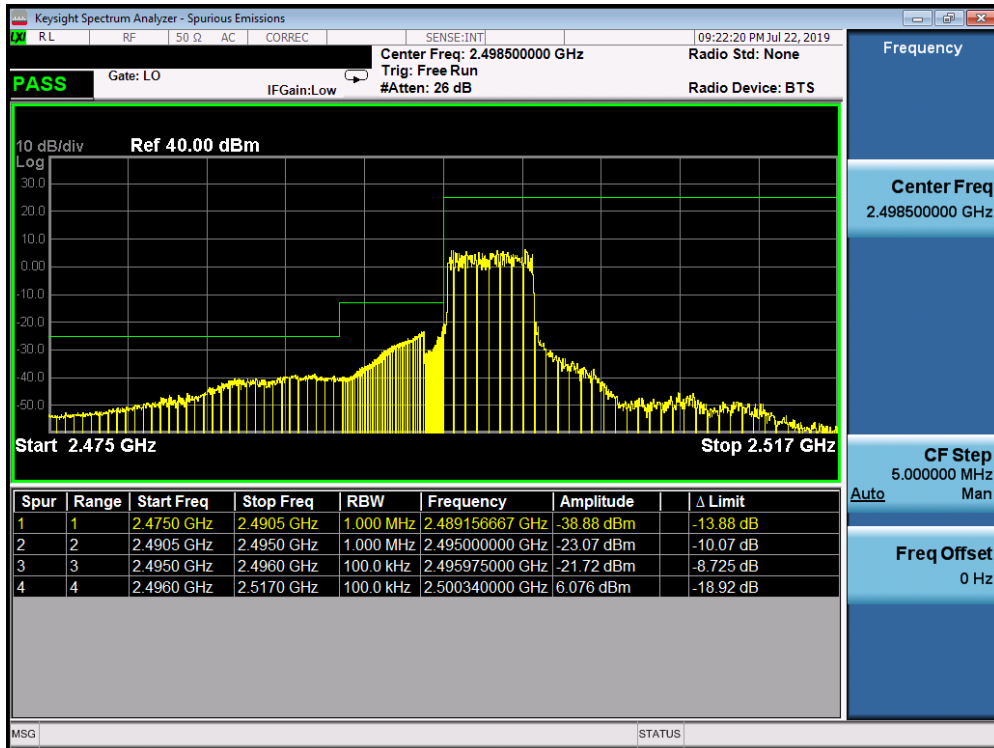 Keysight Spectrum Analyzer - Spurious Emissions
LXI RL RF 50 Ω AC CORREC SENSE:INT 09:22:20 PM Jul 22, 2019
PASS
Gate: LO
IFGain:Low
Center Freq: 2.498500000 GHz
Trig: Free Run
#Atten: 26 dB
Radio Std: None
Radio Device: BTS
10 dB/div Ref 40.00 dBm
Log
30.0
20.0
10.0
0.00
-10.0
-20.0
-30.0
-40.0
-50.0
Start 2.475 GHz Stop 2.517 GHz
Spur Range Start Freq Stop Freq RBW Frequency Amplitude Δ Limit
1 1 2.4750 GHz 2.4905 GHz 1.000 MHz 2.489156667 GHz -38.88 dBm -13.88 dB
2 2 2.4905 GHz 2.4950 GHz 1.000 MHz 2.495000000 GHz -23.07 dBm -10.07 dB
3 3 2.4950 GHz 2.4960 GHz 100.0 kHz 2.495975000 GHz -21.72 dBm -8.725 dB
4 4 2.4960 GHz 2.5170 GHz 100.0 kHz 2.500340000 GHz 6.076 dBm -18.92 dB
MSG STATUS
Frequency
Center Freq
2.498500000 GHz
CF Step
5.000000 MHz
Auto Man
Freq Offset
0 Hz